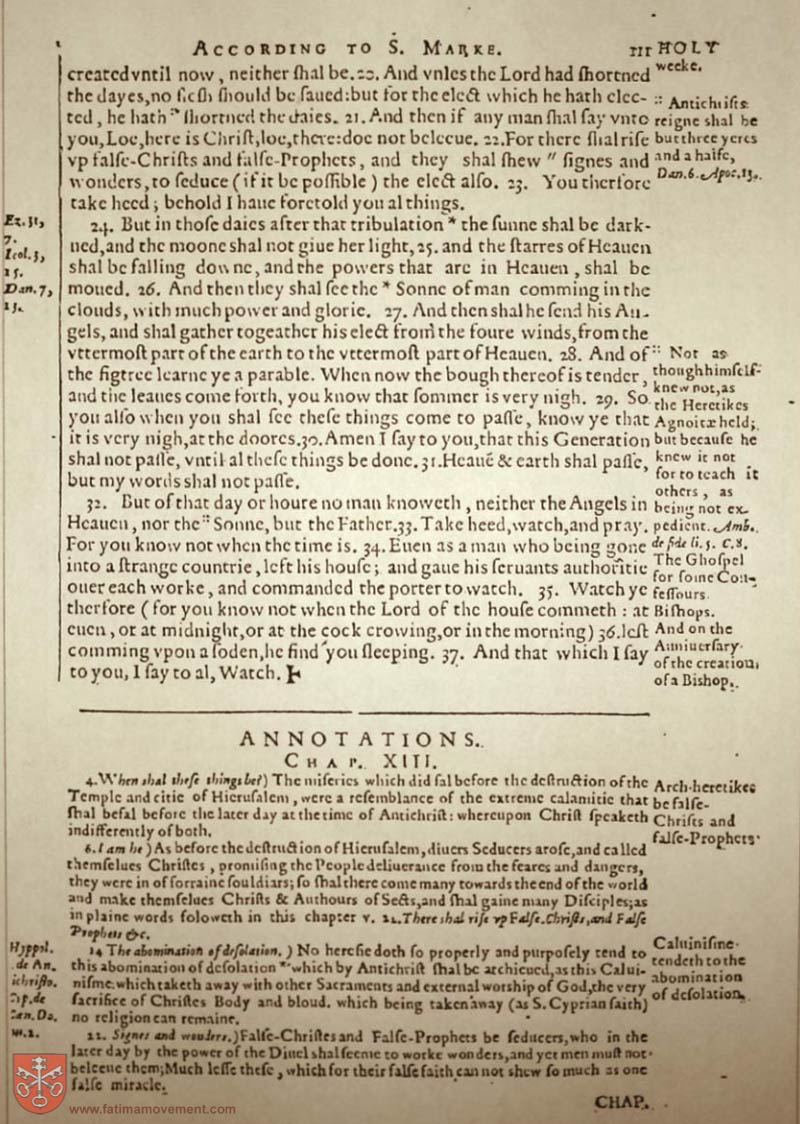 ACCORDING TO S. MARKE.
111
HOLY
weeke.
createdvntil now, neither ſhal be.20. And vnles the Lord had ſhortned
the dayes, no fleſh ſhould be ſaued: but for the elect which he hath elec-
ted, he hath " ſhortned the daies. 21. And then if any man ſhal ſay vnto
you, Loe, here is Chriſt, loe, there: doe not beleeue. 22. For there ſhal riſe
vp falſe-Chriſts and falſe-Prophets, and they ſhal ſhew " ſignes and
wonders, to ſeduce (if it be poſſible) the elect alſo. 23. You therfore
take heed; behold I haue foretold you al things.
:: Antichriſts
reigne ſhal be
but three yeres
and a halfe,
Dan. 6. Apoc. 13.
24. But in thoſe daies after that tribulation * the ſunne ſhal be dark-
ned, and the moone ſhal not giue her light, 25. and the ſtarres of Heauen
ſhal be falling downe, and the powers that are in Heauen, ſhal be
moued. 26. And then they ſhal ſee the * Sonne of man comming in the
clouds, with much power and glorie. 27. And then ſhal he ſend his An-
gels, and ſhal gather togeather his elect from the foure winds, from the
vttermoſt part of the earth to the vttermoſt part of Heauen. 28. And of
the figtree learne ye a parable. When now the bough thereof is tender,
and the leaues come forth, you know that ſommer is very nigh. 29. So
you alſo when you ſhal ſee theſe things come to paſſe, know ye that
it is very nigh, at the doores. 30. Amen I ſay to you, that this Generation
ſhal not paſſe, vntil al theſe things be done. 31. Heauē & earth ſhal paſſe,
but my words ſhal not paſſe.
Ez. 32,
7.
Ioel. 3,
15.
Dan. 7,
13.
32. But of that day or houre no man knoweth, neither the Angels in
Heauen, nor the :: Sonne, but the Father. 33. Take heed, watch, and pray.
For you know not when the time is. 34. Euen as a man who being gone
into a ſtrange countrie, left his houſe; and gaue his ſeruants authoritie
ouer each worke, and commanded the porter to watch. 35. Watch ye
therfore (for you know not when the Lord of the houſe commeth: at
euen, or at midnight, or at the cock crowing, or in the morning) 36. leſt
comming vpon a ſoden, he find you ſleeping. 37. And that which I ſay
to you, I ſay to al, Watch.
:: Not as
though himſelf
knew not, as
the Heretikes
Agnoitæ held;
but becauſe he
knew it not
for to teach it
others, as
being not ex-
pedient. Amb.
de fide li. 5. c. 8.
The Ghoſpel
for ſome Con-
feſſours.
Biſhops.
And on the
Anniuerſary
of the creation,
of a Biſhop.
ANNOTATIONS.
CHAP. XIII.
4. When ſhal theſe things be?) The miſeries which did fal before the deſtruction of the
Temple and citie of Hieruſalem, were a reſemblance of the extreme calamitie that
ſhal befal before the later day at the time of Antichriſt: whereupon Chriſt ſpeaketh
indifferently of both.
6. I am he) As before the deſtruction of Hieruſalem, diuers Seducers aroſe, and called
themſelues Chriſtes, promiſing the People deliuerance from the feares and dangers,
they were in of forraine ſouldiars; ſo ſhal there come many towards the end of the world
and make themſelues Chriſts & Authours of Sects, and ſhal gaine many Diſciples; as
in plaine words foloweth in this chapter v. 22. There ſhal riſe vp Falſe-Chriſts, and Falſe
Prophets &c.
14 The abomination of deſolation.) No hereſie doth ſo properly and purpoſely tend to
this abomination of deſolation * which by Antichriſt ſhal be atchieued, as this Calui-
niſme: which taketh away with other Sacraments and external worſhip of God, the very
ſacrifice of Chriſtes Body and bloud. which being taken away (as S. Cyprian ſaith)
no religion can remaine.
22. Signes and wonders.) Falſe-Chriſtes and Falſe-Prophets be ſeducers, who in the
later day by the power of the Diuel ſhal ſeeme to worke wonders, and yet men muſt not
beleeue them; Much leſſe theſe, which for their falſe faith can not ſhew ſo much as one
falſe miracle.
Arch-heretikes
be falſe-
Chriſts and
falſe-Prophets.
Hyppol.
de An-
tichriſto.
Cyp. de
Can. Do.
nu. 2.
Caluiniſme
tendeth to the
abomination
of deſolation.
CHAP.
www.fatimamovement.com